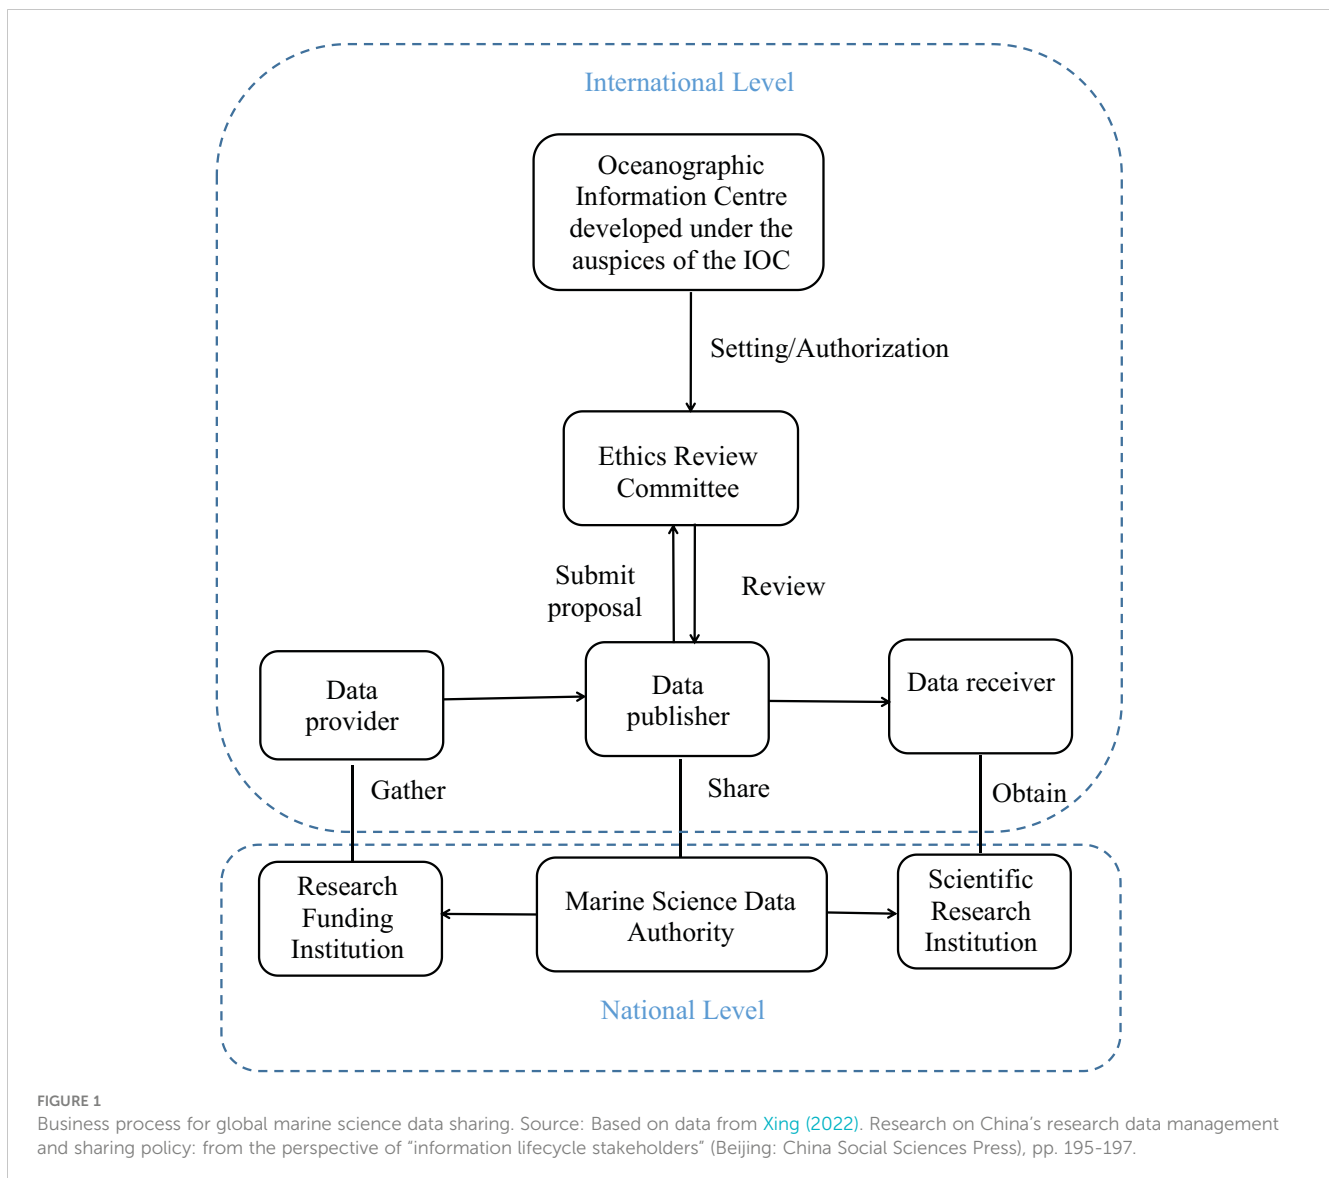 International Level
Oceanographic
Information Centre
developed under the
auspices of the IOC
Setting/Authorization
Ethics Review
Committee
Submit
proposal
Review
Data
provider
Data
publisher
Data receiver
Gather
Share
Obtain
Research
Funding
Institution
Marine Science Data
Authority
Scientific
Research
Institution
National Level
FIGURE 1
Business process for global marine science data sharing. Source: Based on data from Xing (2022). Research on China’s research data management
and sharing policy: from the perspective of “information lifecycle stakeholders” (Beijing: China Social Sciences Press), pp. 195-197.